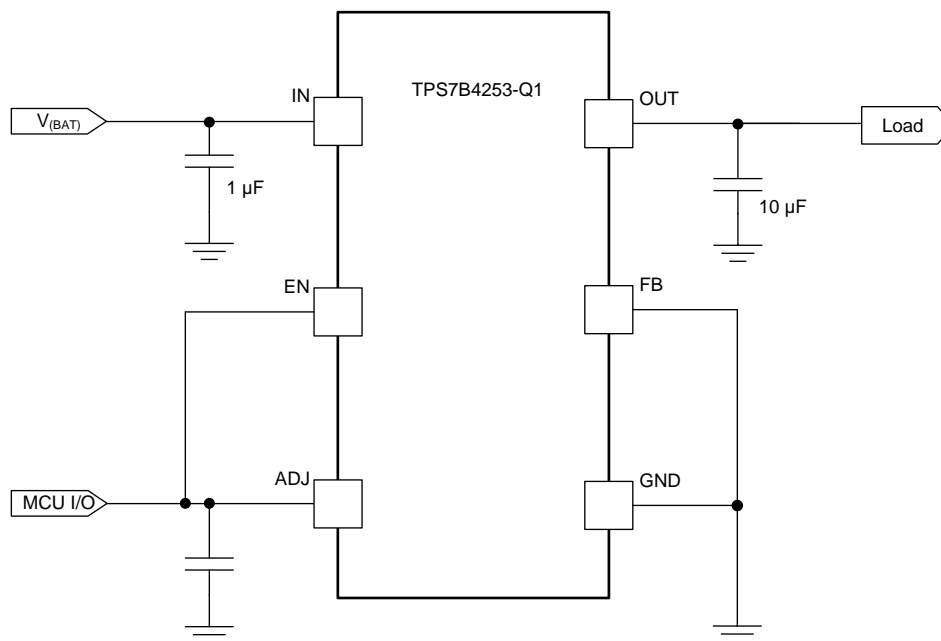 TPS7B4253-Q1
IN
OUT
V(BAT)
Load
1 µF
10 µF
EN
FB
ADJ
GND
MCU I/O